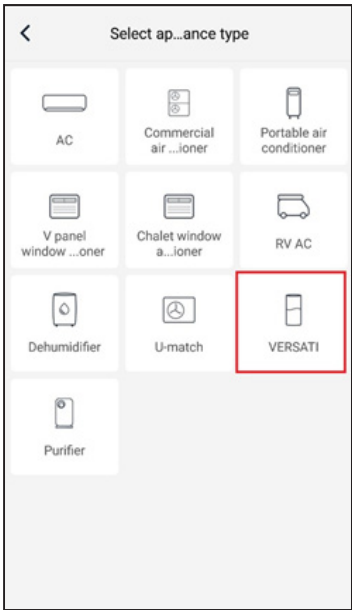 Select ap...ance type
AC
Commercial
air ...ioner
Portable air
conditioner
V panel
window ...oner
Chalet window
a...ioner
RV AC
Dehumidifier
U-match
VERSATI
Purifier